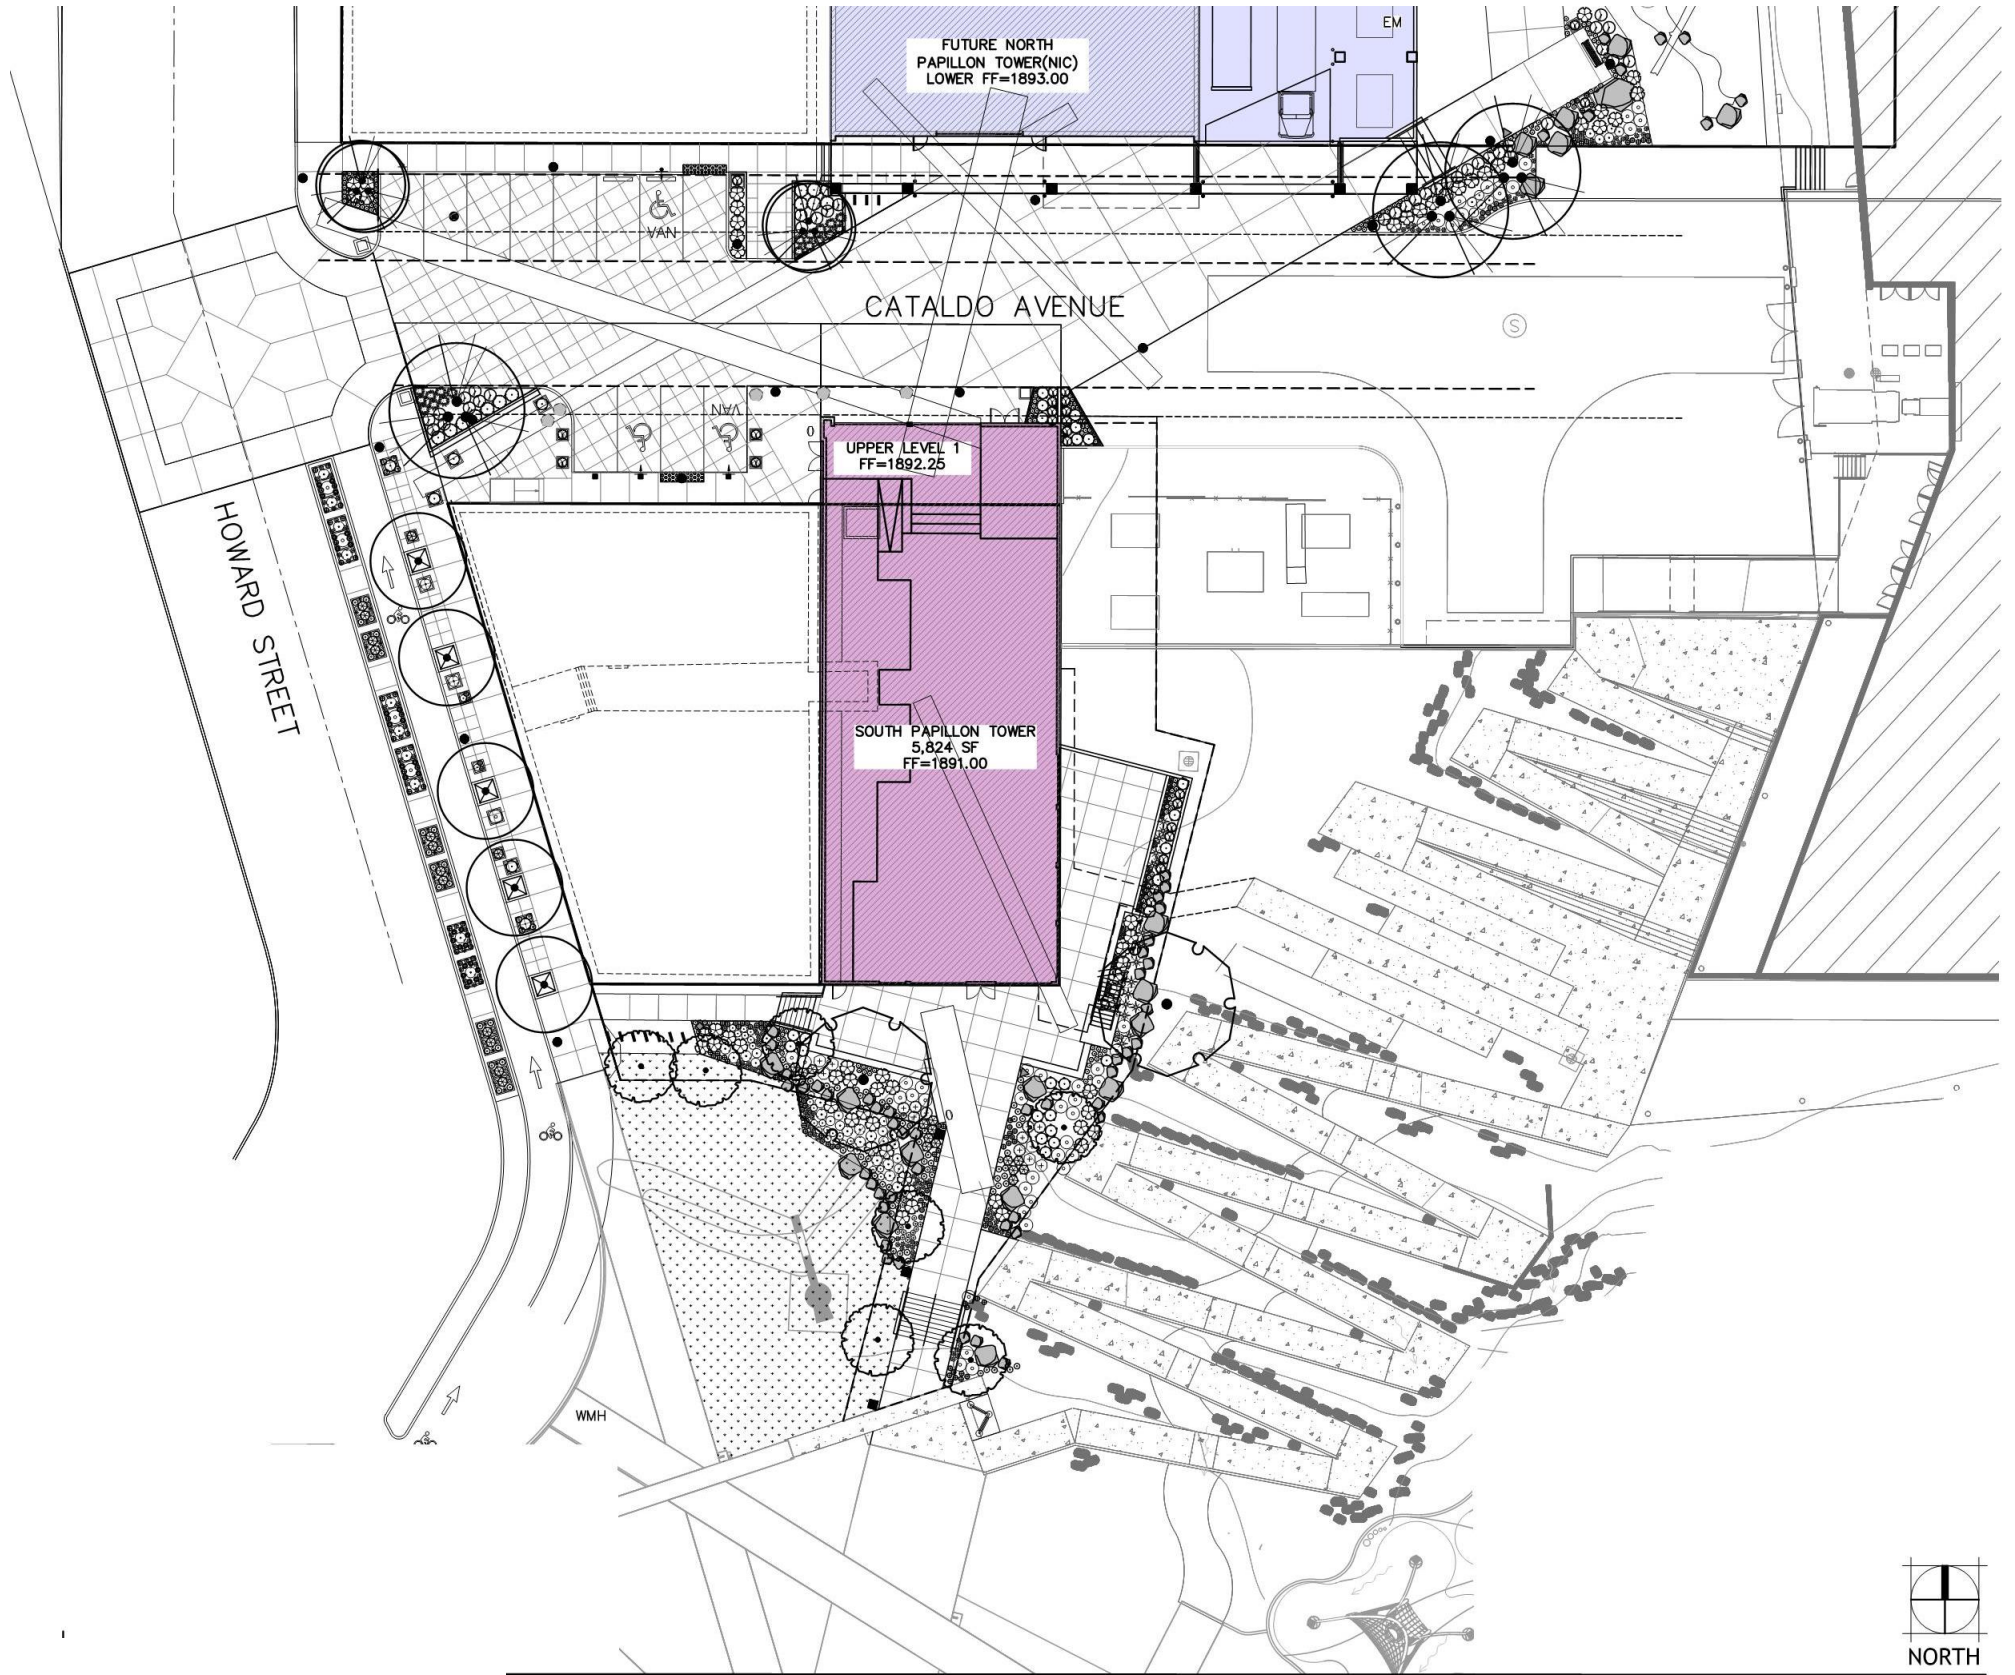 EM
FUTURE NORTH
PAPILLON TOWER(NIC)
LOWER FF=1893.00
VAN
CATALDO AVENUE
S
VAN
UPPER LEVEL 1
FF=1892.25
HOWARD STREET
SOUTH PAPILLON TOWER
5,824 SF
FF=1891.00
WMH
NORTH